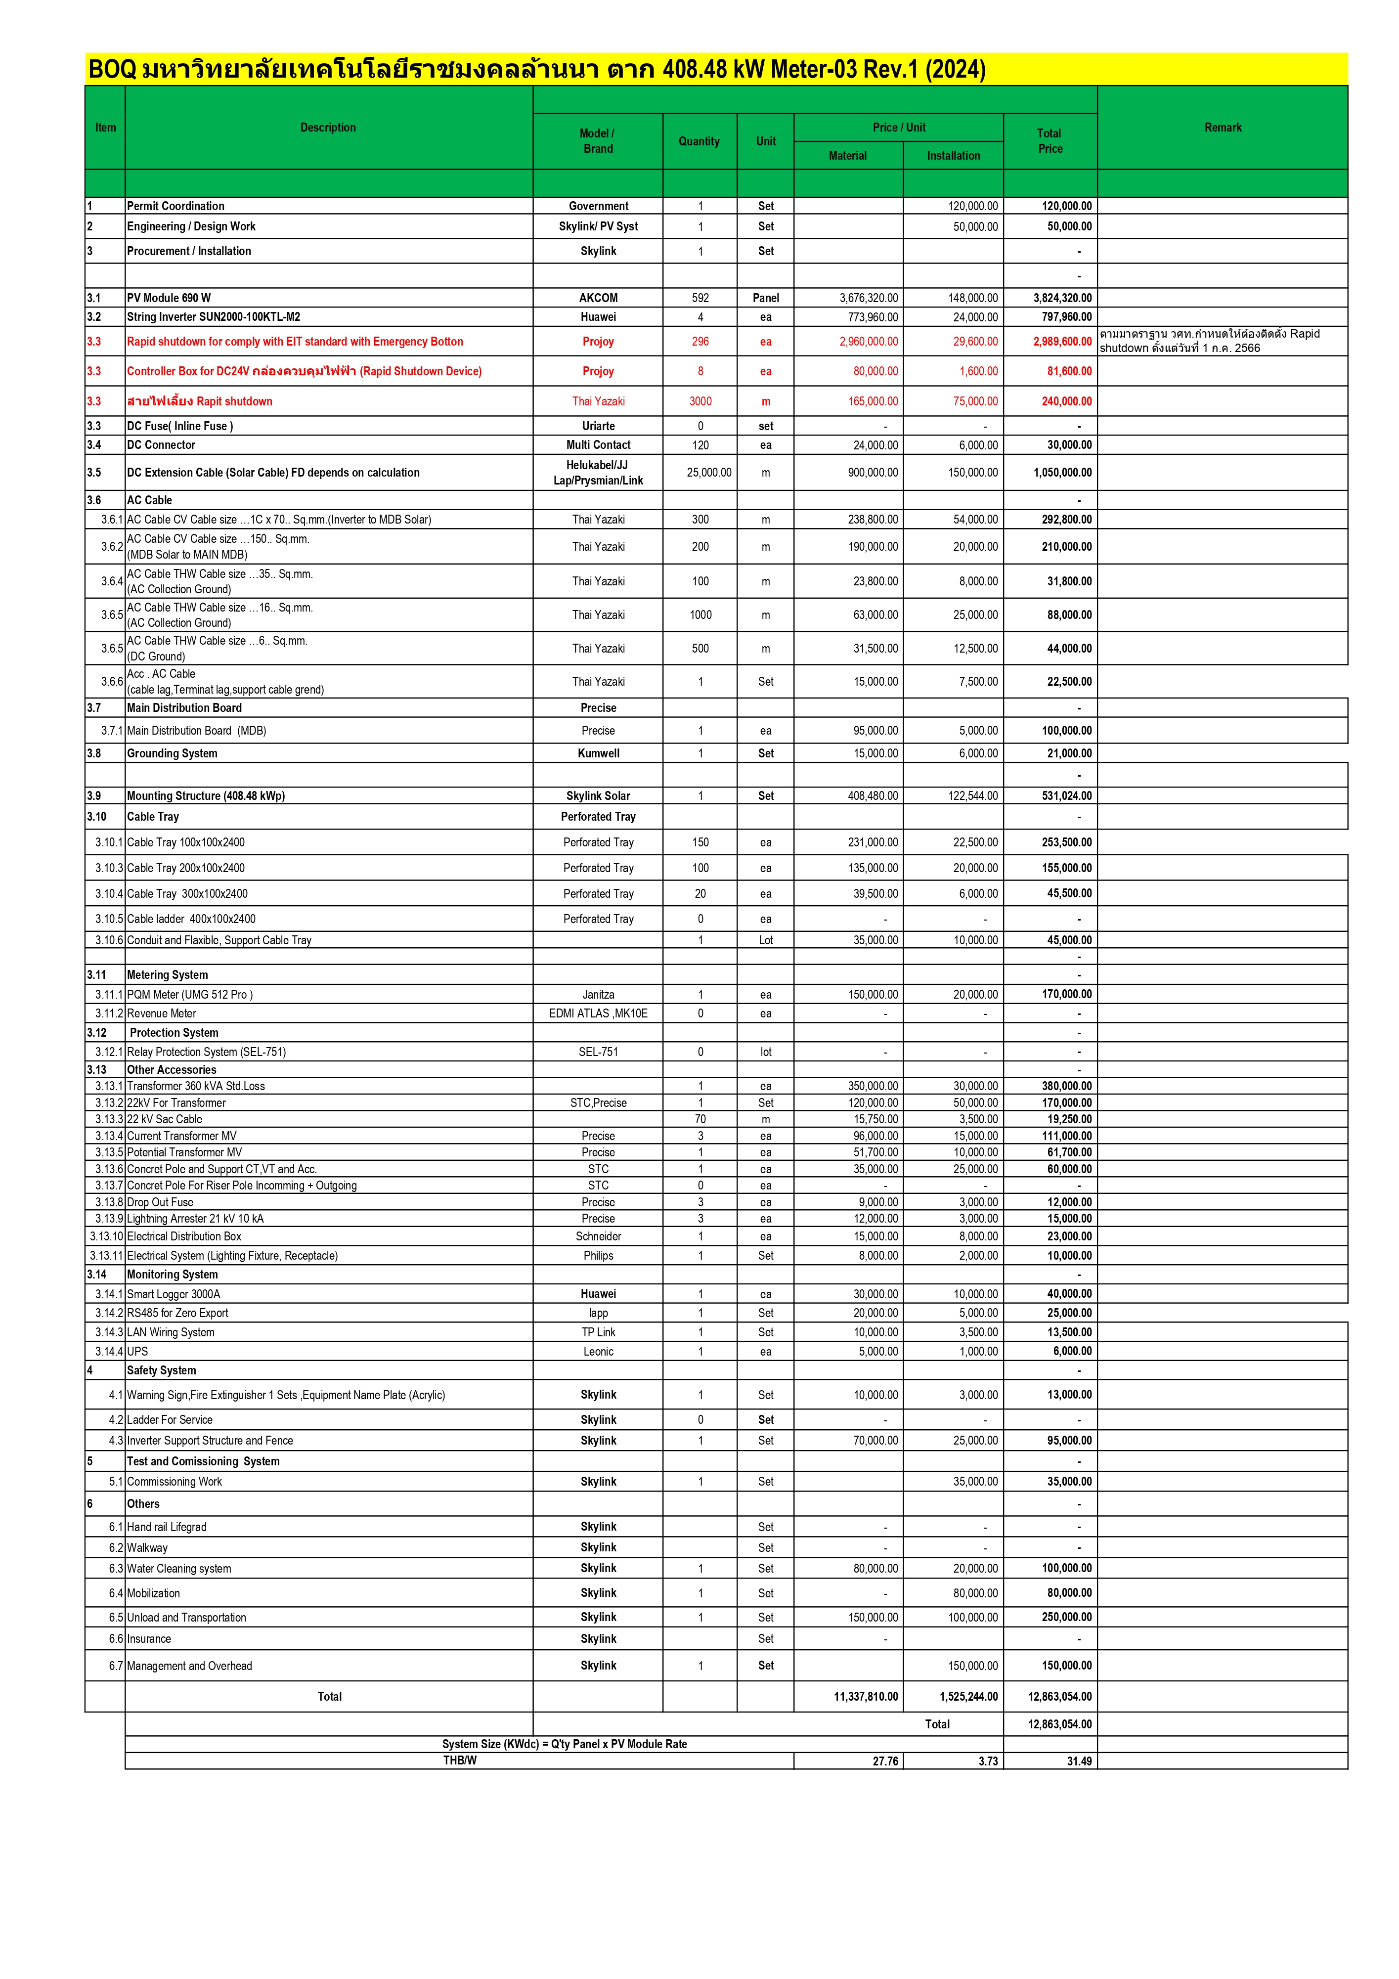 BOQ มหาวิทยาลัยเทคโนโลยีราชมงคลล้านนา ตาก 408.48 kW Meter-03 Rev.1 (2024)
Item Description Model / Brand Quantity Unit Price / Unit Total Price Remark
Material Installation
1 Permit Coordination Government 1 Set 120,000.00 120,000.00
2 Engineering / Design Work Skylink/ PV Syst 1 Set 50,000.00 50,000.00
3 Procurement / Installation Skylink 1 Set -
-
3.1 PV Module 690 W AKCOM 592 Panel 3,676,320.00 148,000.00 3,824,320.00
3.2 String Inverter SUN2000-100KTL-M2 Huawei 4 ea 773,960.00 24,000.00 797,960.00
3.3 Rapid shutdown for comply with EIT standard with Emergency Botton Projoy 296 ea 2,960,000.00 29,600.00 2,989,600.00 ตามมาตราฐาน วศท.กำหนดให้ต้องติดตั้ง Rapid
shutdown ตั้งแต่วันที่ 1 ก.ค. 2566
3.3 Controller Box for DC24V กล่องควบคุมไฟฟ้า (Rapid Shutdown Device) Projoy 8 ea 80,000.00 1,600.00 81,600.00
3.3 สายไฟเลี้ยง Rapit shutdown Thai Yazaki 3000 m 165,000.00 75,000.00 240,000.00
3.3 DC Fuse( Inline Fuse ) Uriarte 0 set - - -
3.4 DC Connector Multi Contact 120 ea 24,000.00 6,000.00 30,000.00
3.5 DC Extension Cable (Solar Cable) FD depends on calculation Helukabel/JJ Lap/Prysmian/Link 25,000.00 m 900,000.00 150,000.00 1,050,000.00
3.6 AC Cable -
3.6.1 AC Cable CV Cable size ...1C x 70.. Sq.mm.(Inverter to MDB Solar) Thai Yazaki 300 m 238,800.00 54,000.00 292,800.00
3.6.2 AC Cable CV Cable size ...150.. Sq.mm.
(MDB Solar to MAIN MDB) Thai Yazaki 200 m 190,000.00 20,000.00 210,000.00
3.6.4 AC Cable THW Cable size ...35.. Sq.mm.
(AC Collection Ground) Thai Yazaki 100 m 23,800.00 8,000.00 31,800.00
3.6.5 AC Cable THW Cable size ...16.. Sq.mm.
(AC Collection Ground) Thai Yazaki 1000 m 63,000.00 25,000.00 88,000.00
3.6.5 AC Cable THW Cable size ...6.. Sq.mm.
(DC Ground) Thai Yazaki 500 m 31,500.00 12,500.00 44,000.00
3.6.6 Acc . AC Cable
(cable lag,Terminat lag,support cable grend) Thai Yazaki 1 Set 15,000.00 7,500.00 22,500.00
3.7 Main Distribution Board Precise -
3.7.1 Main Distribution Board (MDB) Precise 1 ea 95,000.00 5,000.00 100,000.00
3.8 Grounding System Kumwell 1 Set 15,000.00 6,000.00 21,000.00
-
3.9 Mounting Structure (408.48 kWp) Skylink Solar 1 Set 408,480.00 122,544.00 531,024.00
3.10 Cable Tray Perforated Tray -
3.10.1 Cable Tray 100x100x2400 Perforated Tray 150 ea 231,000.00 22,500.00 253,500.00
3.10.3 Cable Tray 200x100x2400 Perforated Tray 100 ea 135,000.00 20,000.00 155,000.00
3.10.4 Cable Tray 300x100x2400 Perforated Tray 20 ea 39,500.00 6,000.00 45,500.00
3.10.5 Cable ladder 400x100x2400 Perforated Tray 0 ea - - -
3.10.6 Conduit and Flaxible, Support Cable Tray 1 Lot 35,000.00 10,000.00 45,000.00
-
3.11 Metering System -
3.11.1 PQM Meter (UMG 512 Pro ) Janitza 1 ea 150,000.00 20,000.00 170,000.00
3.11.2 Revenue Meter EDMI ATLAS ,MK10E 0 ea - - -
3.12 Protection System -
3.12.1 Relay Protection System (SEL-751) SEL-751 0 lot - - -
3.13 Other Accessories -
3.13.1 Transformer 360 kVA Std.Loss 1 ea 350,000.00 30,000.00 380,000.00
3.13.2 22kV For Transformer STC,Precise 1 Set 120,000.00 50,000.00 170,000.00
3.13.3 22 kV Sac Cable 70 m 15,750.00 3,500.00 19,250.00
3.13.4 Current Transformer MV Precise 3 ea 96,000.00 15,000.00 111,000.00
3.13.5 Potential Transformer MV Precise 1 ea 51,700.00 10,000.00 61,700.00
3.13.6 Concret Pole and Support CT,VT and Acc. STC 1 ea 35,000.00 25,000.00 60,000.00
3.13.7 Concret Pole For Riser Pole Incomming + Outgoing STC 0 ea - - -
3.13.8 Drop Out Fuse Precise 3 ea 9,000.00 3,000.00 12,000.00
3.13.9 Lightning Arrester 21 kV 10 kA Precise 3 ea 12,000.00 3,000.00 15,000.00
3.13.10 Electrical Distribution Box Schneider 1 ea 15,000.00 8,000.00 23,000.00
3.13.11 Electrical System (Lighting Fixture, Receptacle) Philips 1 Set 8,000.00 2,000.00 10,000.00
3.14 Monitoring System -
3.14.1 Smart Logger 3000A Huawei 1 ea 30,000.00 10,000.00 40,000.00
3.14.2 RS485 for Zero Export lapp 1 Set 20,000.00 5,000.00 25,000.00
3.14.3 LAN Wiring System TP Link 1 Set 10,000.00 3,500.00 13,500.00
3.14.4 UPS Leonic 1 ea 5,000.00 1,000.00 6,000.00
4 Safety System -
4.1 Warning Sign,Fire Extinguisher 1 Sets ,Equipment Name Plate (Acrylic) Skylink 1 Set 10,000.00 3,000.00 13,000.00
4.2 Ladder For Service Skylink 0 Set - - -
4.3 Inverter Support Structure and Fence Skylink 1 Set 70,000.00 25,000.00 95,000.00
5 Test and Comissioning System -
5.1 Commissioning Work Skylink 1 Set 35,000.00 35,000.00
6 Others -
6.1 Hand rail Lifegrad Skylink Set - - -
6.2 Walkway Skylink Set - - -
6.3 Water Cleaning system Skylink 1 Set 80,000.00 20,000.00 100,000.00
6.4 Mobilization Skylink 1 Set - 80,000.00 80,000.00
6.5 Unload and Transportation Skylink 1 Set 150,000.00 100,000.00 250,000.00
6.6 Insurance Skylink Set - -
6.7 Management and Overhead Skylink 1 Set 150,000.00 150,000.00
Total 11,337,810.00 1,525,244.00 12,863,054.00
Total 12,863,054.00
System Size (KWdc) = Q'ty Panel x PV Module Rate
THB/W 27.76 3.73 31.49